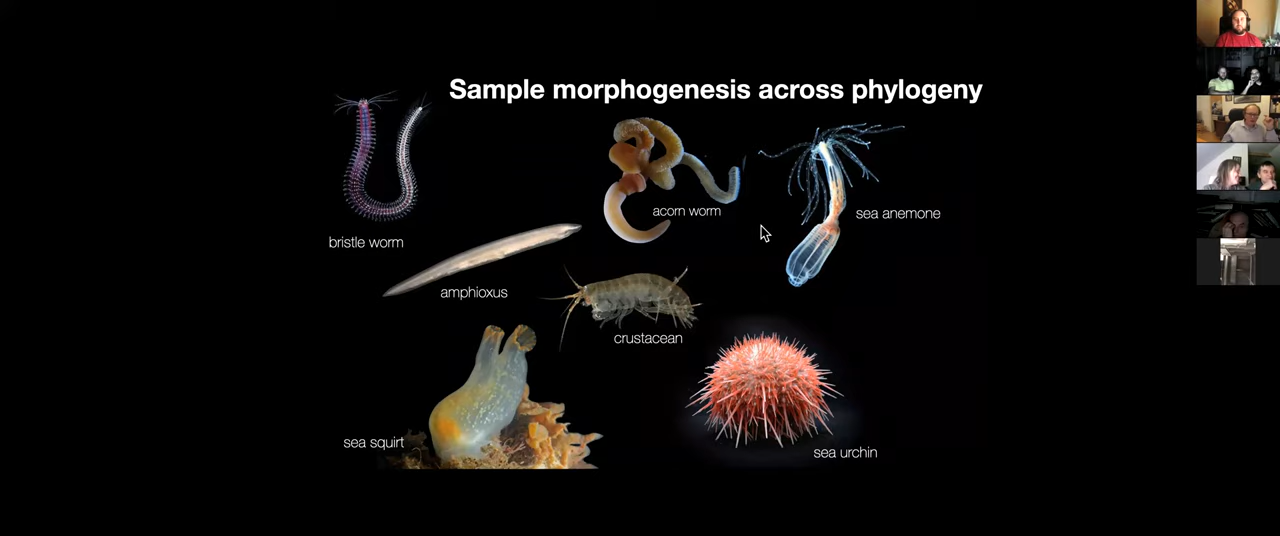 Sample morphogenesis across phylogeny
acorn worm
sea anemone
bristle worm
amphioxus
crustacean
sea squirt
sea urchin